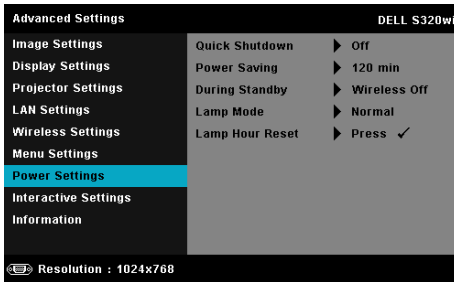 Advanced Settings DELL S320wi
Image Settings
Display Settings
Projector Settings
LAN Settings
Wireless Settings
Menu Settings
Power Settings
Interactive Settings
Information
Quick Shutdown Off
Power Saving 120 min
During Standby Wireless Off
Lamp Mode Normal
Lamp Hour Reset Press ✓
Resolution : 1024x768